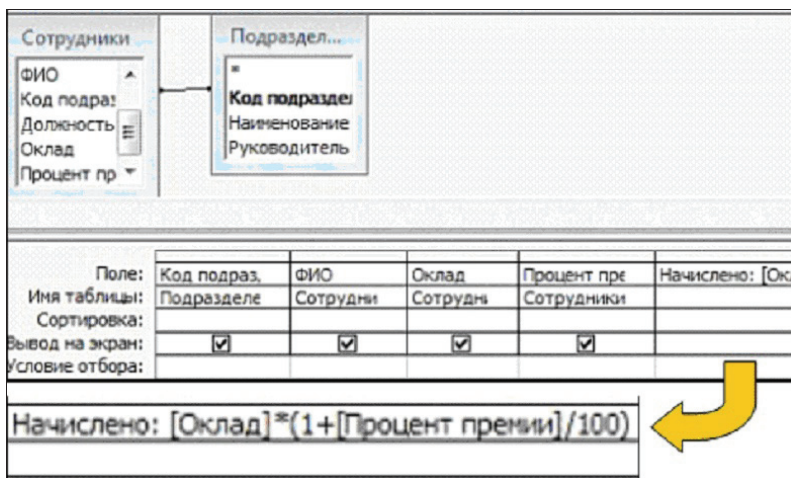 Сотрудники
ФИО
Код подраз
Должность
Оклад
Процент пр
Подраздел...
*
Код подраздел
Наименование
Руководитель
Поле: Код подраз, ФИО Оклад Процент пре Начислено: [Окл
Имя таблицы: Подразделе Сотрудни Сотрудни Сотрудники
Сортировка:
Вывод на экран:
Условие отбора:
Начислено: [Оклад]*(1+[Процент премии]/100)